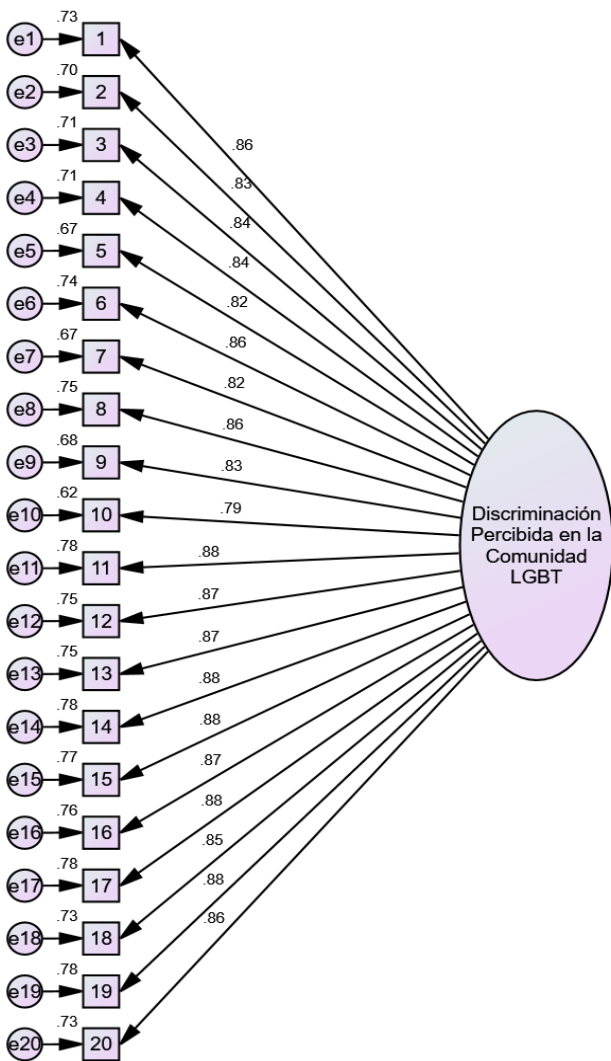 .73
e1 1
.70
e2 2
.71
e3 3
.71
e4 4
.67
e5 5
.74
e6 6
.67
e7 7
.75
e8 8
.68
e9 9
.62
e10 10
.78
e11 11
.75
e12 12
.75
e13 13
.78
e14 14
.77
e15 15
.76
e16 16
.78
e17 17
.73
e18 18
.78
e19 19
.73
e20 20
.86
.83
.84
.84
.82
.86
.82
.86
.83
.79
.88
.87
.87
.88
.88
.87
.88
.85
.88
.86
Discriminación
Percibida en la
Comunidad
LGBT